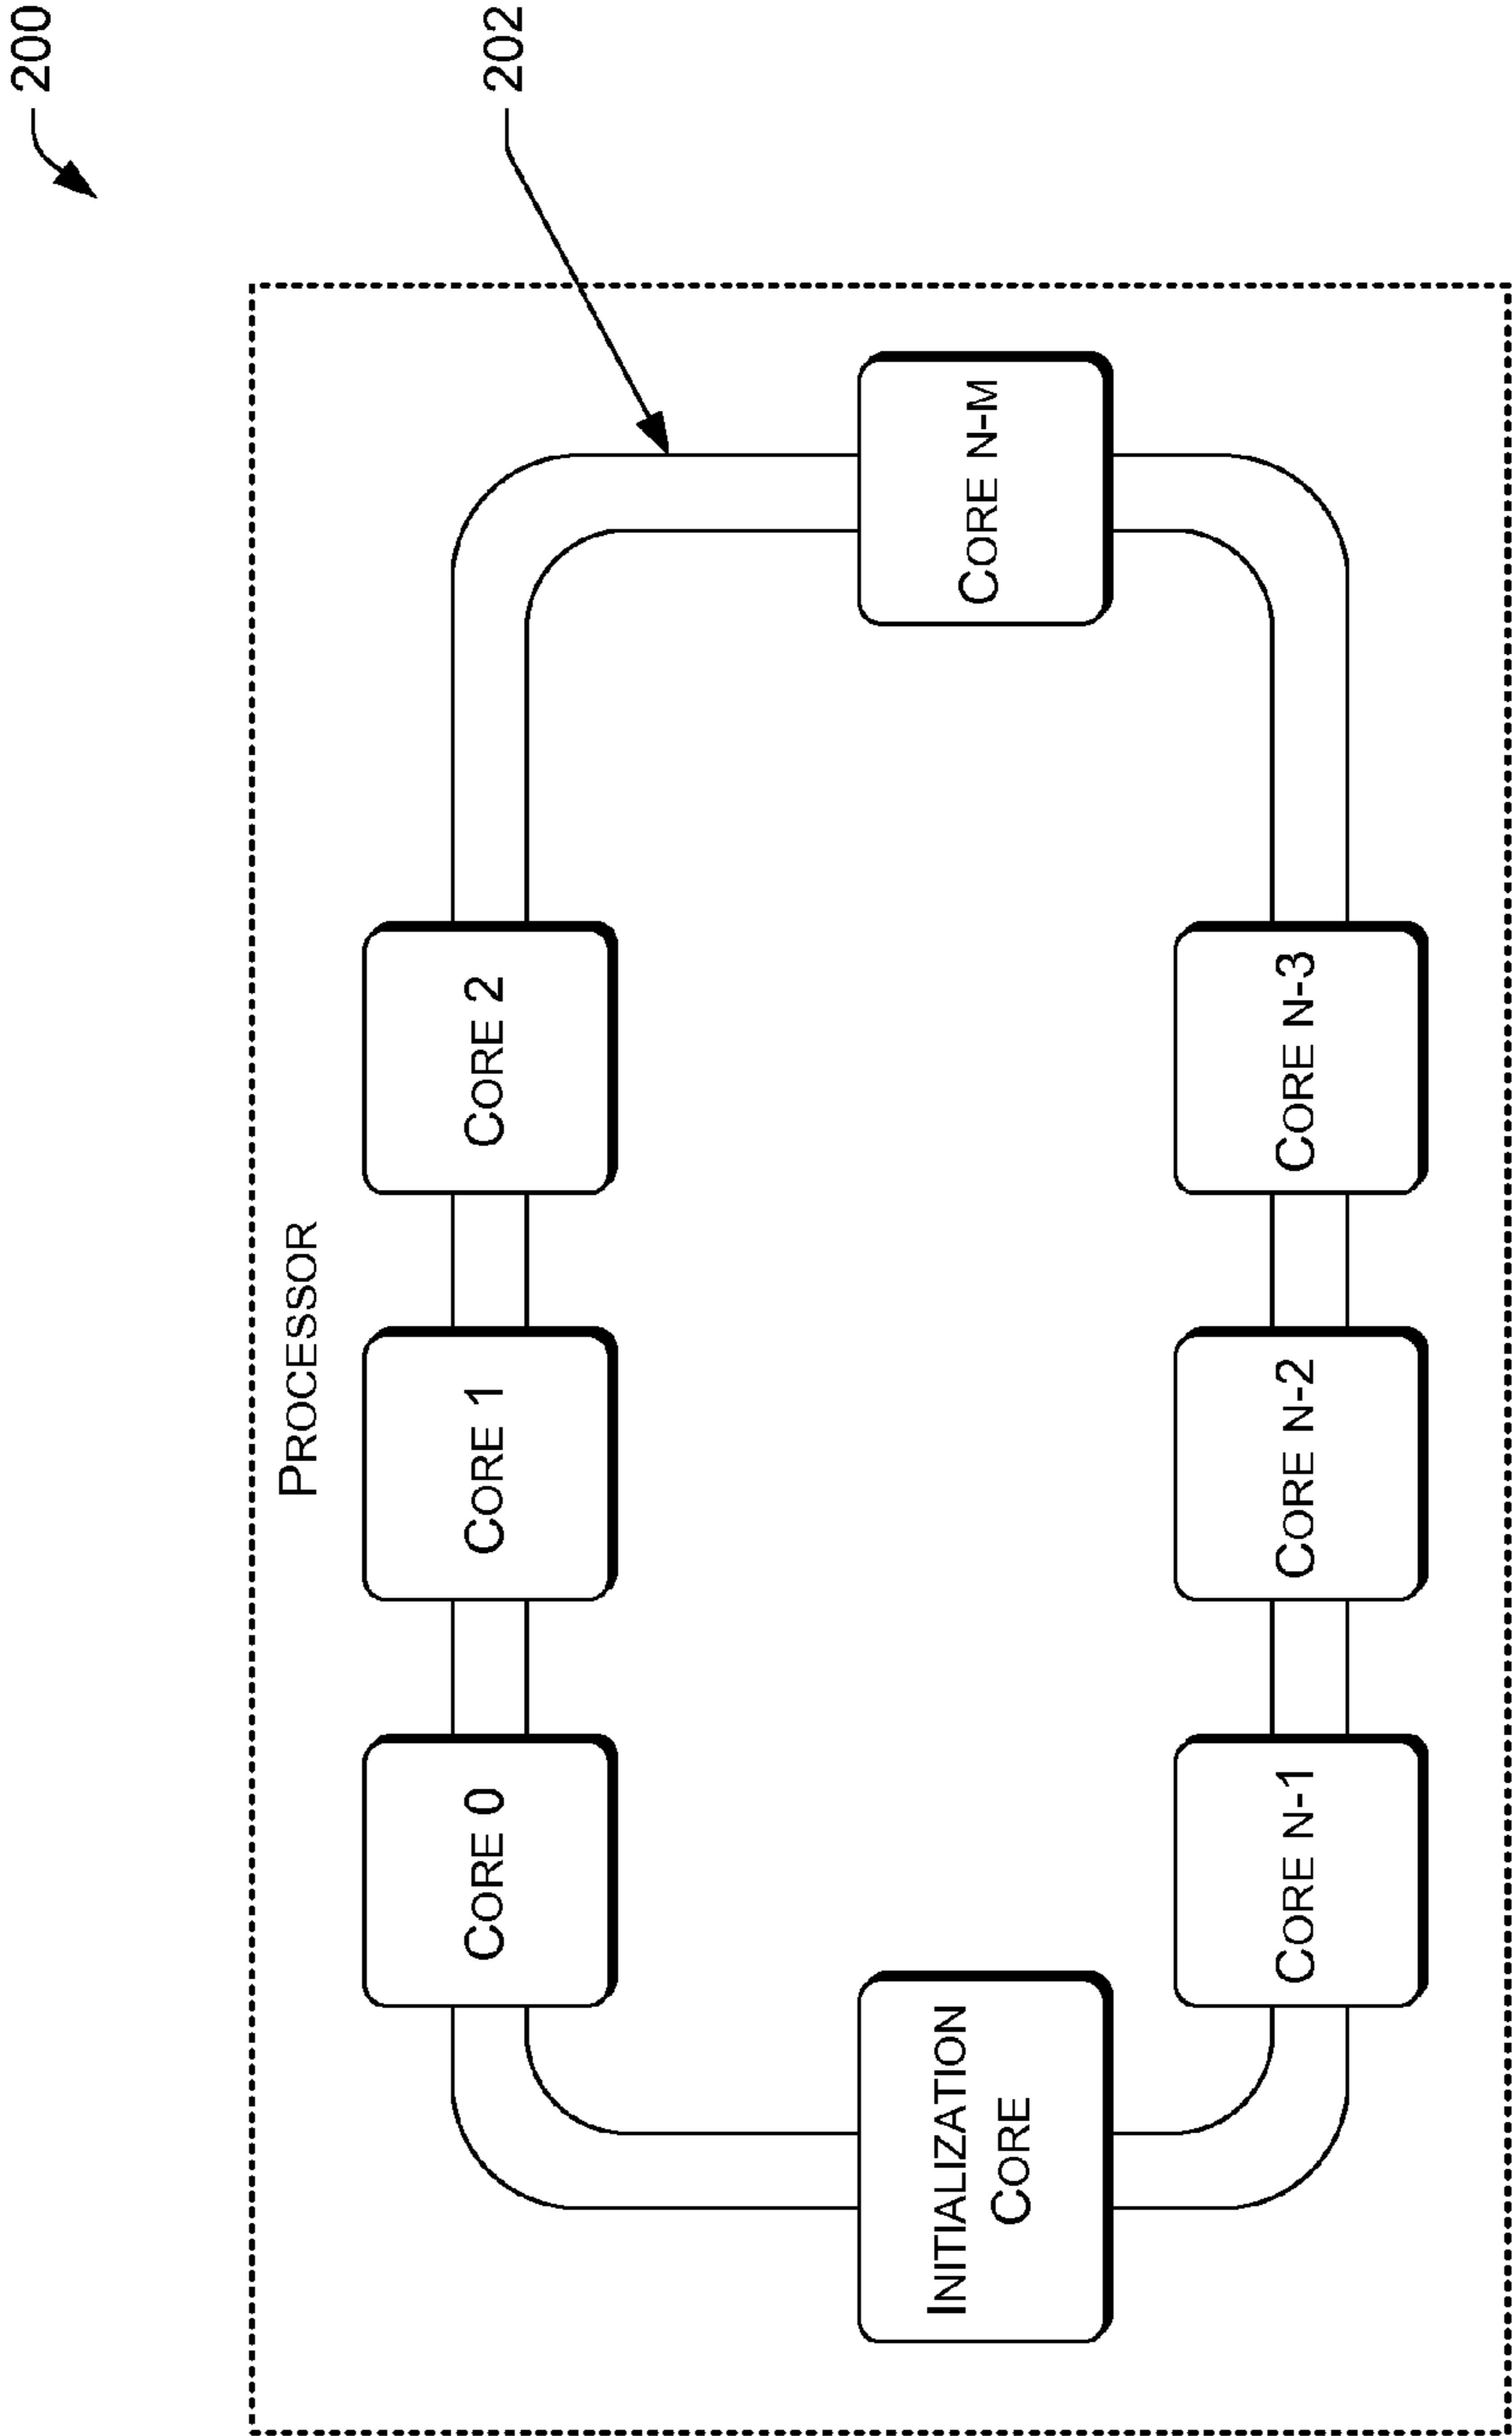 200
202
PROCESSOR
CORE 0
CORE 1
CORE 2
INITIALIZATION
CORE
CORE N-M
CORE N-1
CORE N-2
CORE N-3